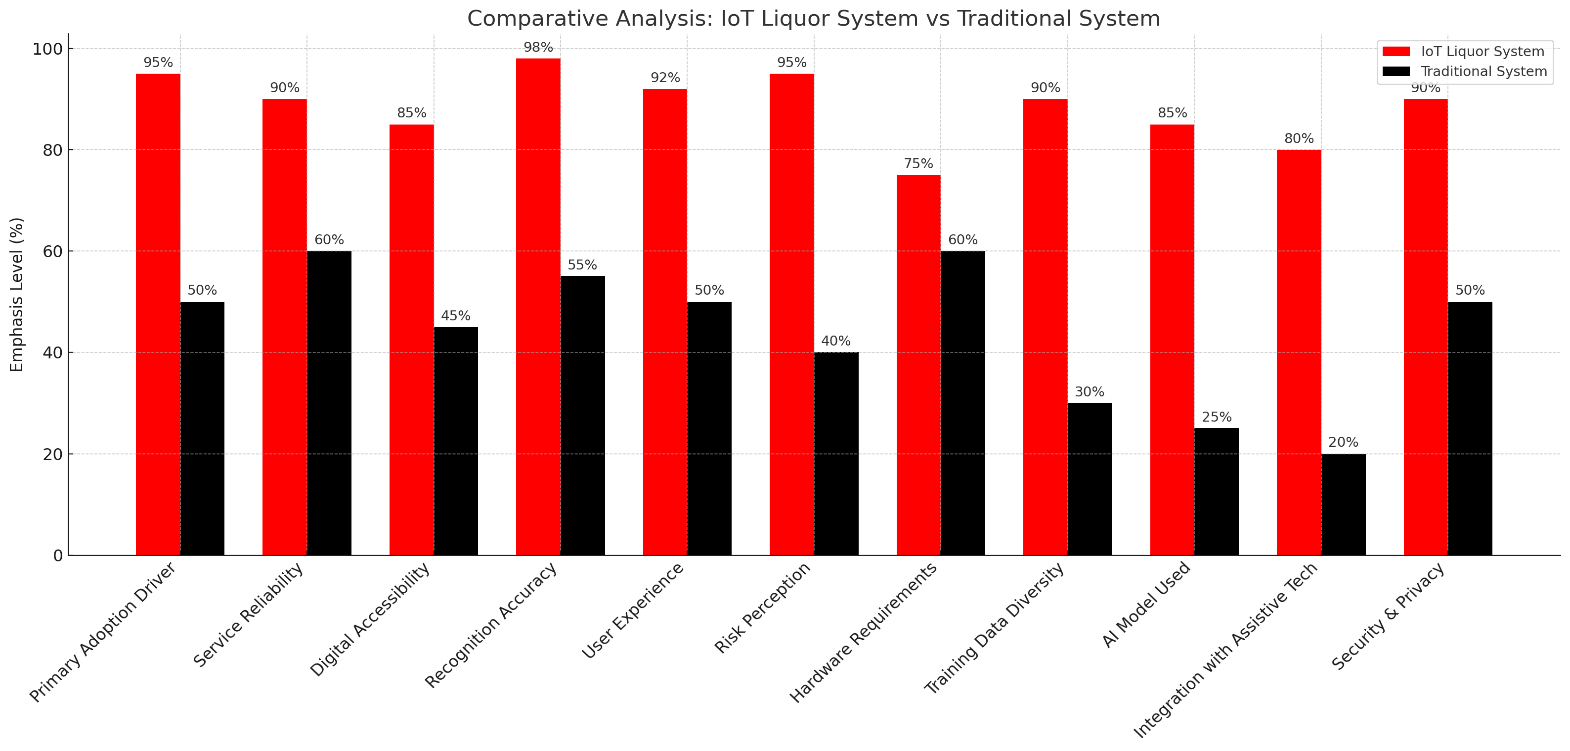 Comparative Analysis: IoT Liquor System vs Traditional System
IoT Liquor System
Traditional System
Emphasis Level (%)
100
80
60
40
20
0
95%
50%
90%
60%
85%
45%
98%
55%
92%
50%
95%
40%
75%
60%
90%
30%
85%
25%
80%
20%
90%
50%
Primary Adoption Driver
Service Reliability
Digital Accessibility
Recognition Accuracy
User Experience
Risk Perception
Hardware Requirements
Training Data Diversity
AI Model Used
Integration with Assistive Tech
Security & Privacy